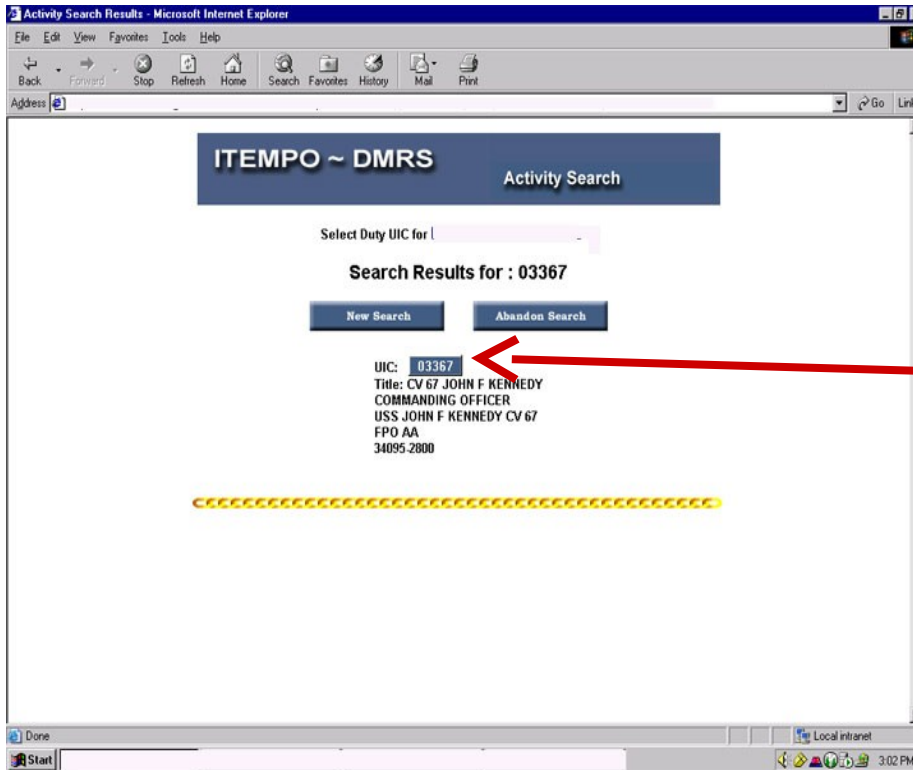 Activity Search Results - Microsoft Internet Explorer
File Edit View Favorites Tools Help
Back Forward Stop Refresh Home Search Favorites History Mail Print
Address Go Lin
ITEMPO ~ DMRS
Activity Search
Select Duty UIC for
Search Results for : 03367
New Search Abandon Search
UIC: 03367
Title: CV 67 JOHN F KENNEDY
COMMANDING OFFICER
USS JOHN F KENNEDY CV 67
FPO AA
34095-2800
Done Local intranet
Start 3:02 PM